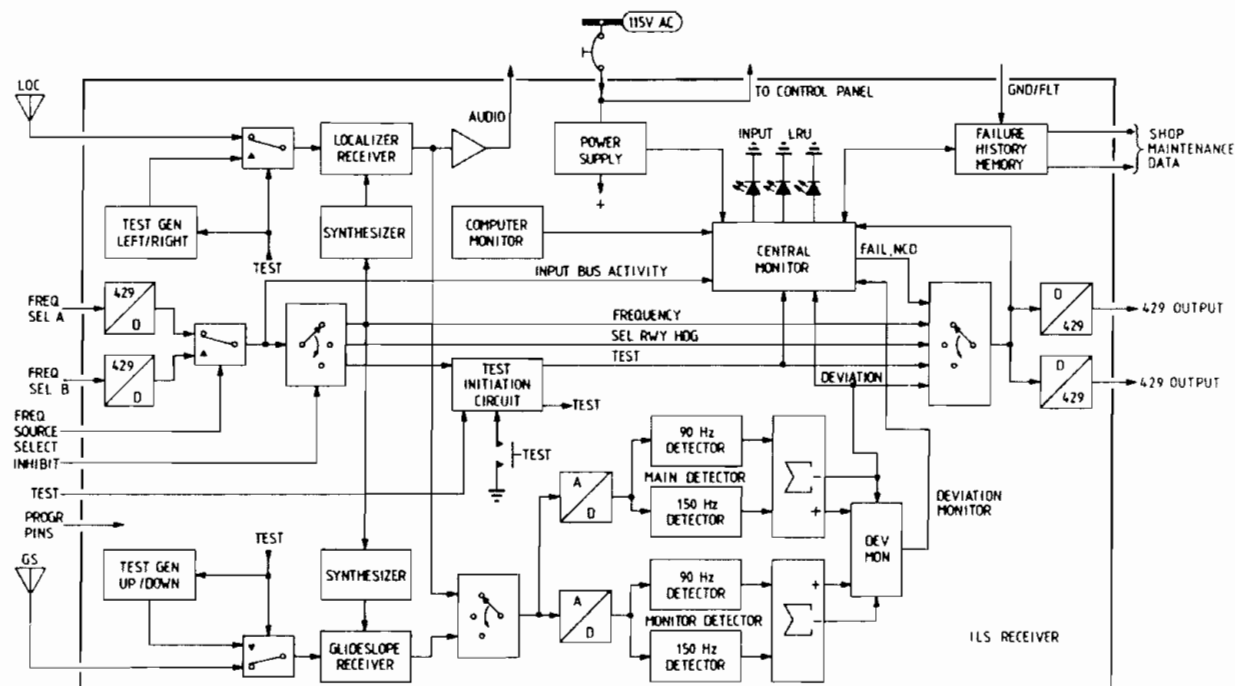 115V AC
LOC
TO CONTROL PANEL
GND/FLT
AUDIO
LOCALIZER
RECEIVER
POWER
SUPPLY
+
INPUT LRU
FAILURE
HISTORY
MEMORY
SHOP
MAINTENANCE
DATA
TEST GEN
LEFT/RIGHT
SYNTHESIZER
COMPUTER
MONITOR
CENTRAL
MONITOR
FAIL,NCD
TEST
INPUT BUS ACTIVITY
FREQ
SEL A
429
D
FREQUENCY
D
429
429 OUTPUT
SEL RWY HDG
FREQ
SEL B
429
D
TEST
TEST
INITIATION
CIRCUIT
DEVIATION
D
429
429 OUTPUT
TEST
FREQ
SOURCE
SELECT
INHIBIT
TEST
90 Hz
DETECTOR
A
D
MAIN DETECTOR
Σ
-
+
150 Hz
DETECTOR
DEVIATION
MONITOR
TEST
PROGR
PINS
DEV
MON
GS
TEST GEN
UP/DOWN
TEST
SYNTHESIZER
90 Hz
DETECTOR
A
D
MONITOR DETECTOR
Σ
+
-
150 Hz
DETECTOR
GLIDESLOPE
RECEIVER
ILS RECEIVER